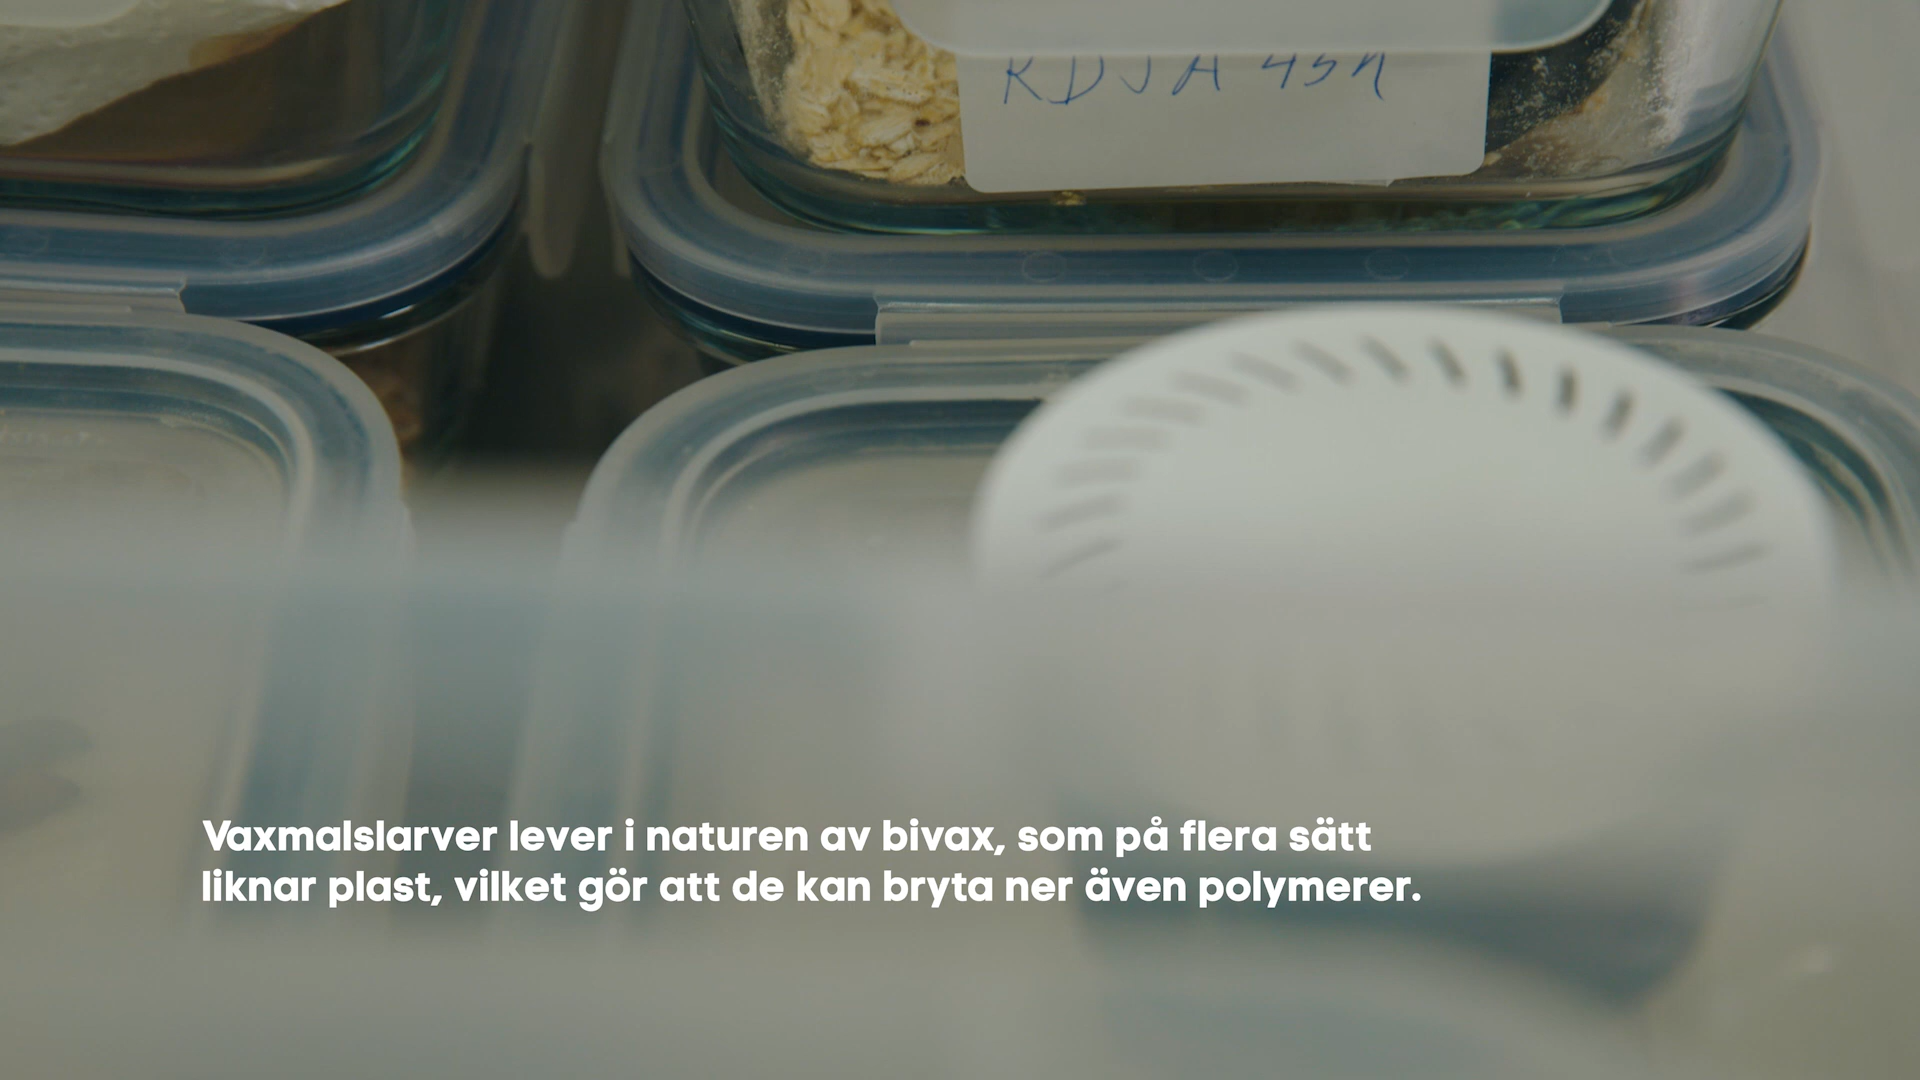 Vaxmalslarver lever i naturen av bivax, som på flera sätt
liknar plast, vilket gör att de kan bryta ner även polymerer.